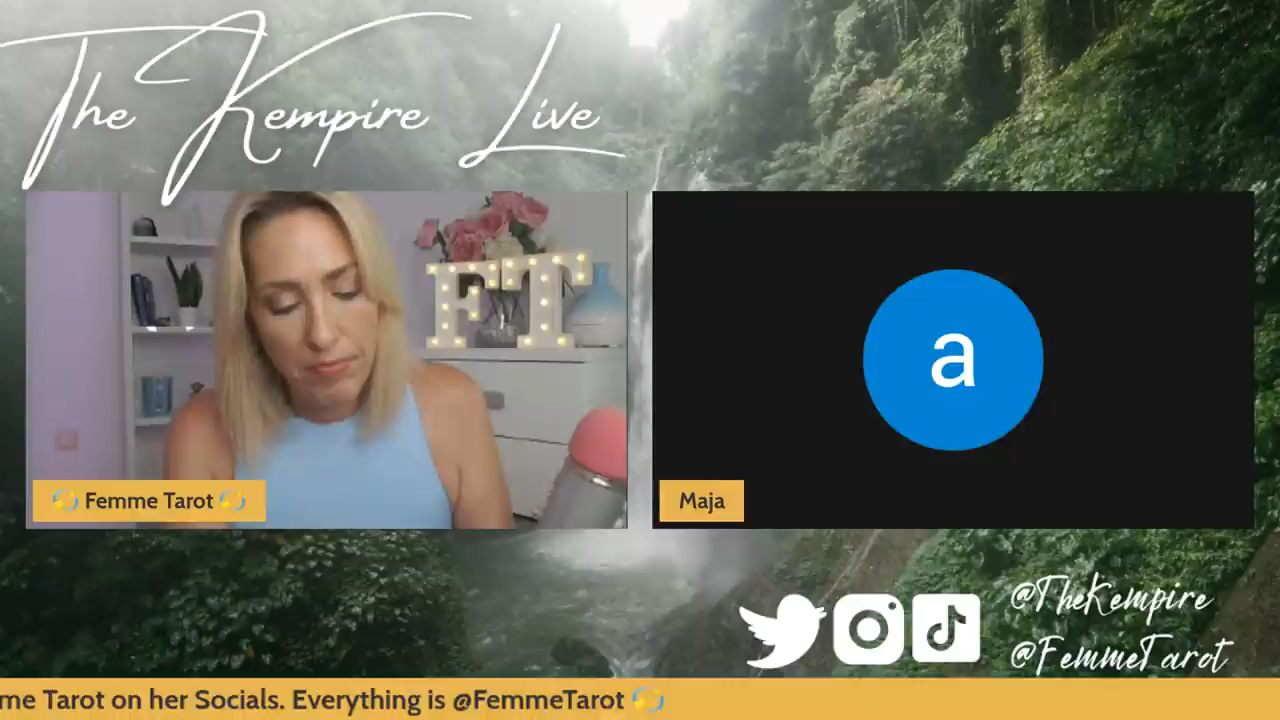 The Kempire Live
FT
💫 Femme Tarot 💫
a
Maja
@TheKempire
@FemmeTarot
me Tarot on her Socials. Everything is @FemmeTarot 💫